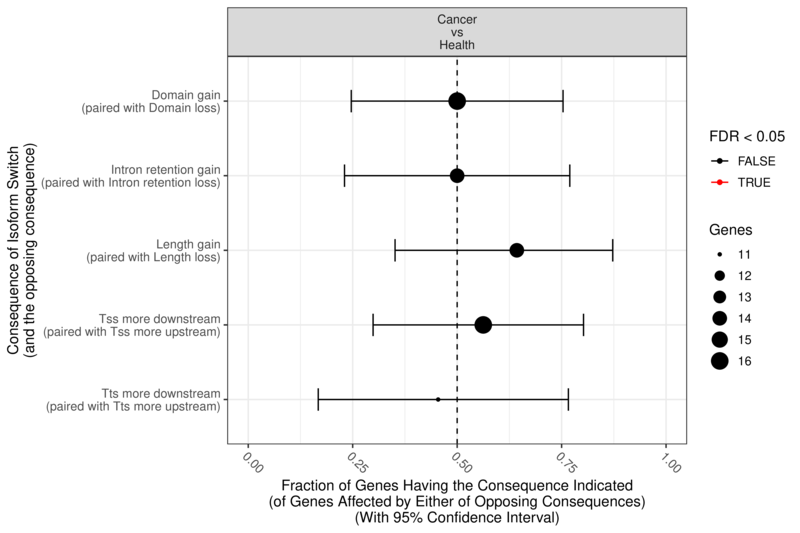 Cancer
vs
Health
Consequence of Isoform Switch
(and the opposing consequence)
Domain gain
(paired with Domain loss)
Intron retention gain
(paired with Intron retention loss)
Length gain
(paired with Length loss)
Tss more downstream
(paired with Tss more upstream)
Tts more downstream
(paired with Tts more upstream)
0.00
0.25
0.50
0.75
1.00
Fraction of Genes Having the Consequence Indicated
(of Genes Affected by Either of Opposing Consequences)
(With 95% Confidence Interval)
FDR < 0.05
FALSE
TRUE
Genes
11
12
13
14
15
16